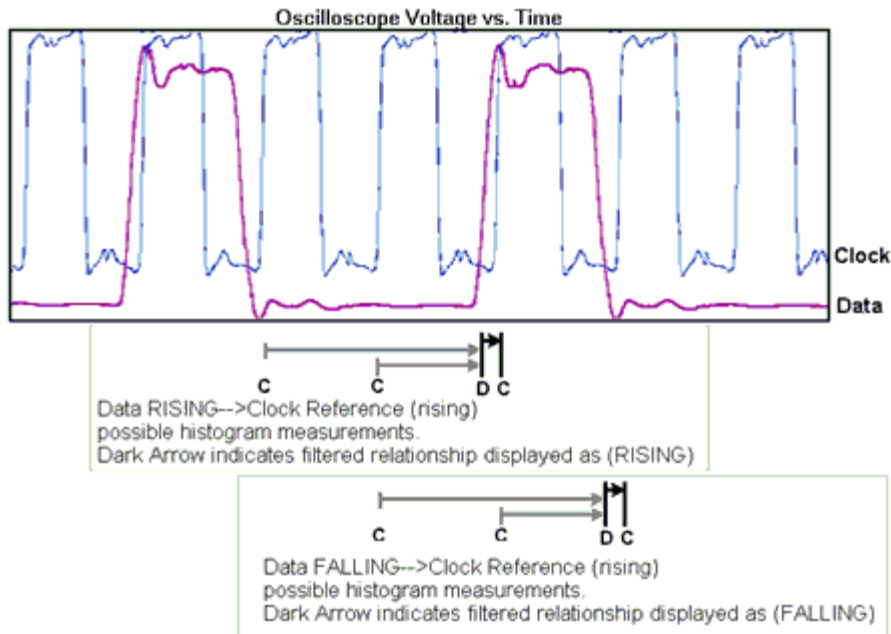 Oscilloscope Voltage vs. Time
Clock
Data
C C D C
Data RISING-->Clock Reference (rising)
possible histogram measurements.
Dark Arrow indicates filtered relationship displayed as (RISING)
C C D C
Data FALLING-->Clock Reference (rising)
possible histogram measurements.
Dark Arrow indicates filtered relationship displayed as (FALLING)